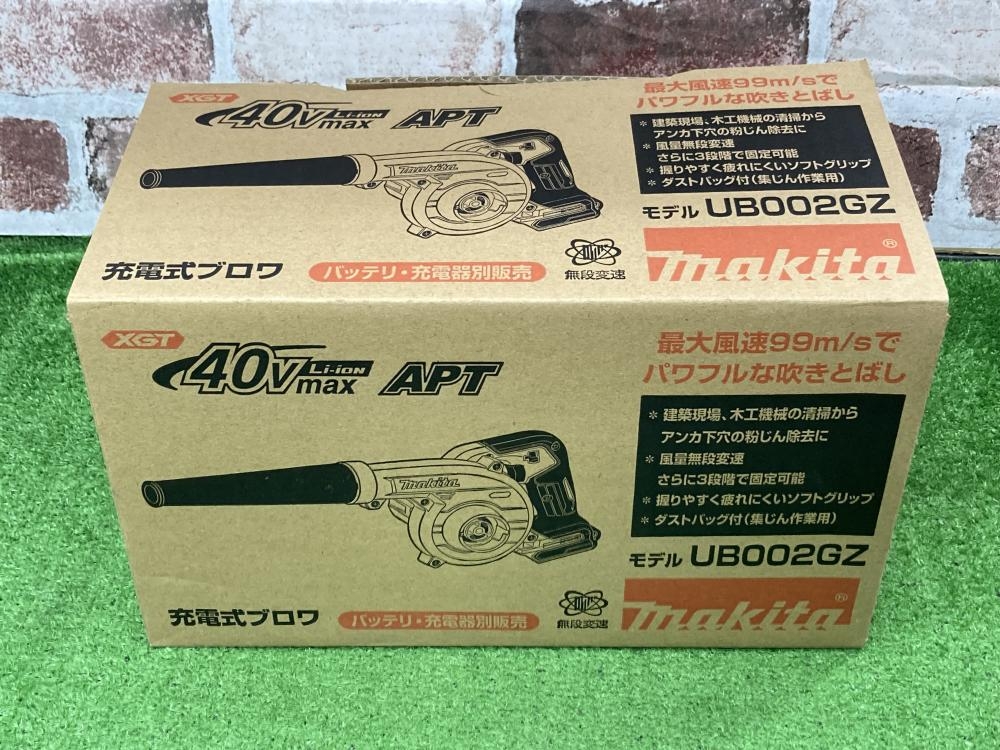 XGT
40Vmax Li-ion APT
makita
充電式ブロワ
バッテリ・充電器別販売
無段変速
最大風速99m/sで
パワフルな吹きとばし
＊建築現場、木工機械の清掃から
アンカ下穴の粉じん除去に
＊風量無段変速
さらに3段階で固定可能
＊握りやすく疲れにくいソフトグリップ
＊ダストバッグ付（集じん作業用）
モデル UB002GZ
makita®
XGT
40Vmax Li-ion APT
makita
充電式ブロワ
バッテリ・充電器別販売
無段変速
最大風速99m/sで
パワフルな吹きとばし
＊建築現場、木工機械の清掃から
アンカ下穴の粉じん除去に
＊風量無段変速
さらに3段階で固定可能
＊握りやすく疲れにくいソフトグリップ
＊ダストバッグ付（集じん作業用）
モデル UB002GZ
makita®